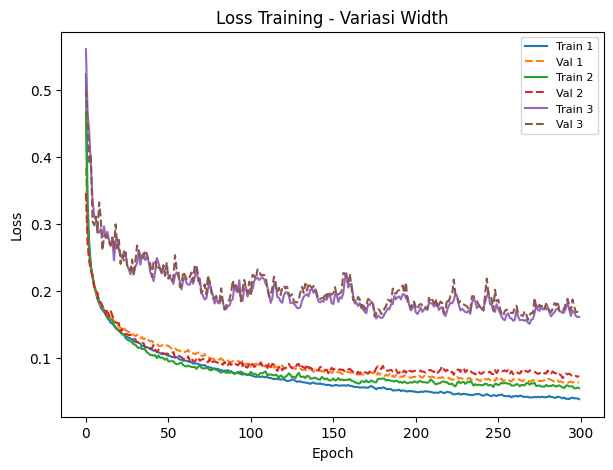 Loss Training - Variasi Width
Train 1
Val 1
Train 2
Val 2
Train 3
Val 3
Loss
0.5
0.4
0.3
0.2
0.1
0
50
100
150
200
250
300
Epoch